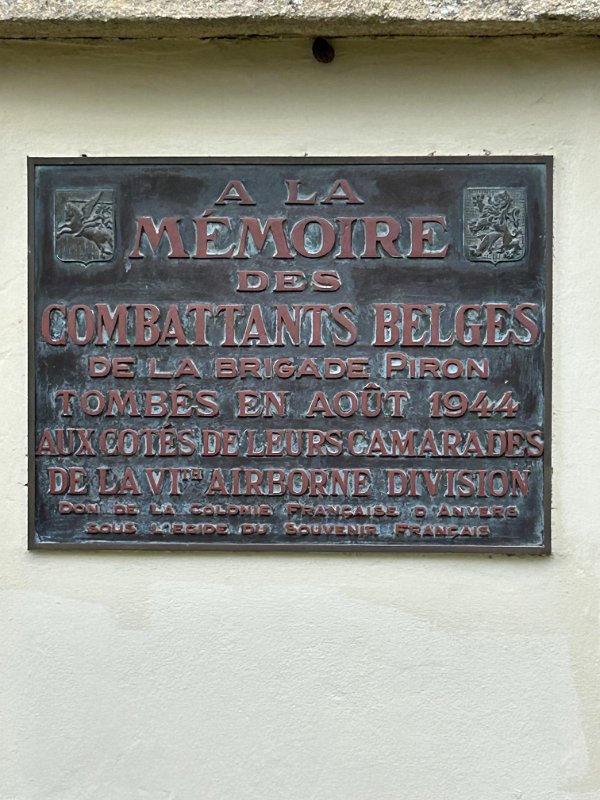 A LA
MÉMOIRE
DES
COMBATTANTS BELGES
DE LA BRIGADE PIRON
TOMBÉS EN AOÛT 1944
AUX COTÉS DE LEURS CAMARADES
DE LA VITH AIRBORNE DIVISION
DON DE LA COLONIE FRANÇAISE D'ANVERS
SOUS L'EGIDE DU SOUVENIR FRANÇAIS